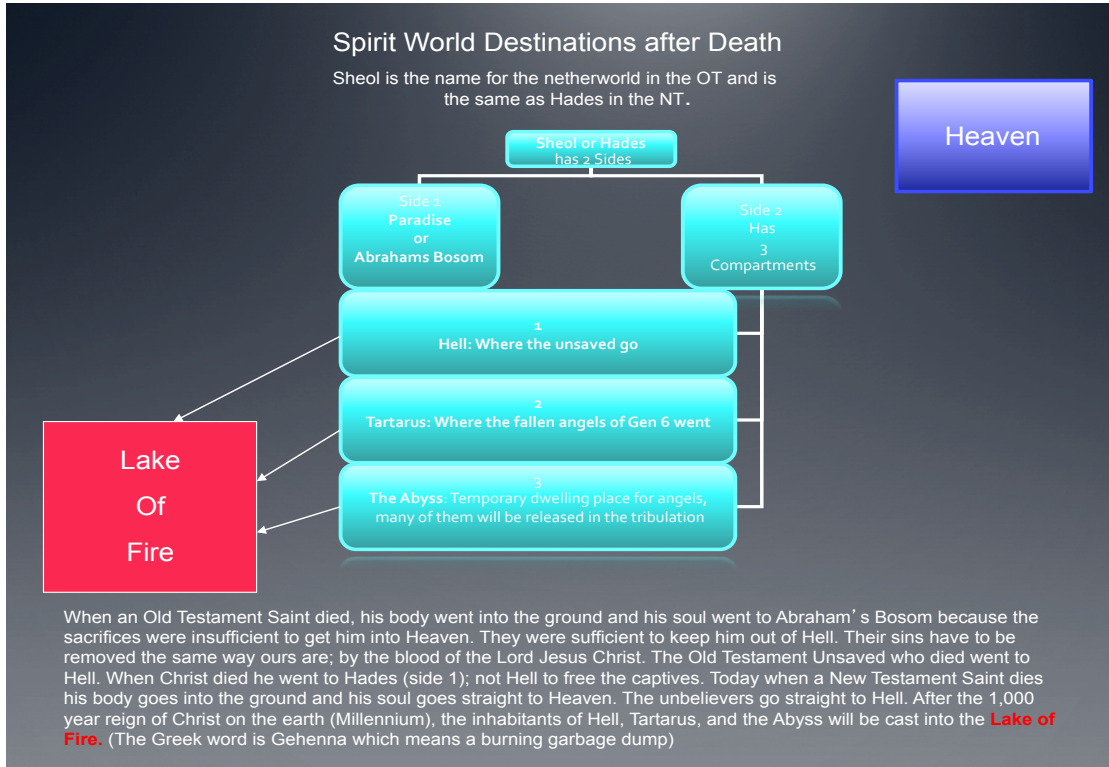 Spirit World Destinations after Death
Sheol is the name for the netherworld in the OT and is
the same as Hades in the NT.
Heaven
Sheol or Hades
has 2 Sides
Side 1
Paradise
or
Abrahams Bosom
Side 2
Has
3
Compartments
1
Hell: Where the unsaved go
2
Tartarus: Where the fallen angels of Gen 6 went
3
The Abyss: Temporary dwelling place for angels,
many of them will be released in the tribulation
Lake
Of
Fire
When an Old Testament Saint died, his body went into the ground and his soul went to Abraham’s Bosom because the
sacrifices were insufficient to get him into Heaven. They were sufficient to keep him out of Hell. Their sins have to be
removed the same way ours are; by the blood of the Lord Jesus Christ. The Old Testament Unsaved who died went to
Hell. When Christ died he went to Hades (side 1); not Hell to free the captives. Today when a New Testament Saint dies
his body goes into the ground and his soul goes straight to Heaven. The unbelievers go straight to Hell. After the 1,000
year reign of Christ on the earth (Millennium), the inhabitants of Hell, Tartarus, and the Abyss will be cast into the Lake of
Fire. (The Greek word is Gehenna which means a burning garbage dump)